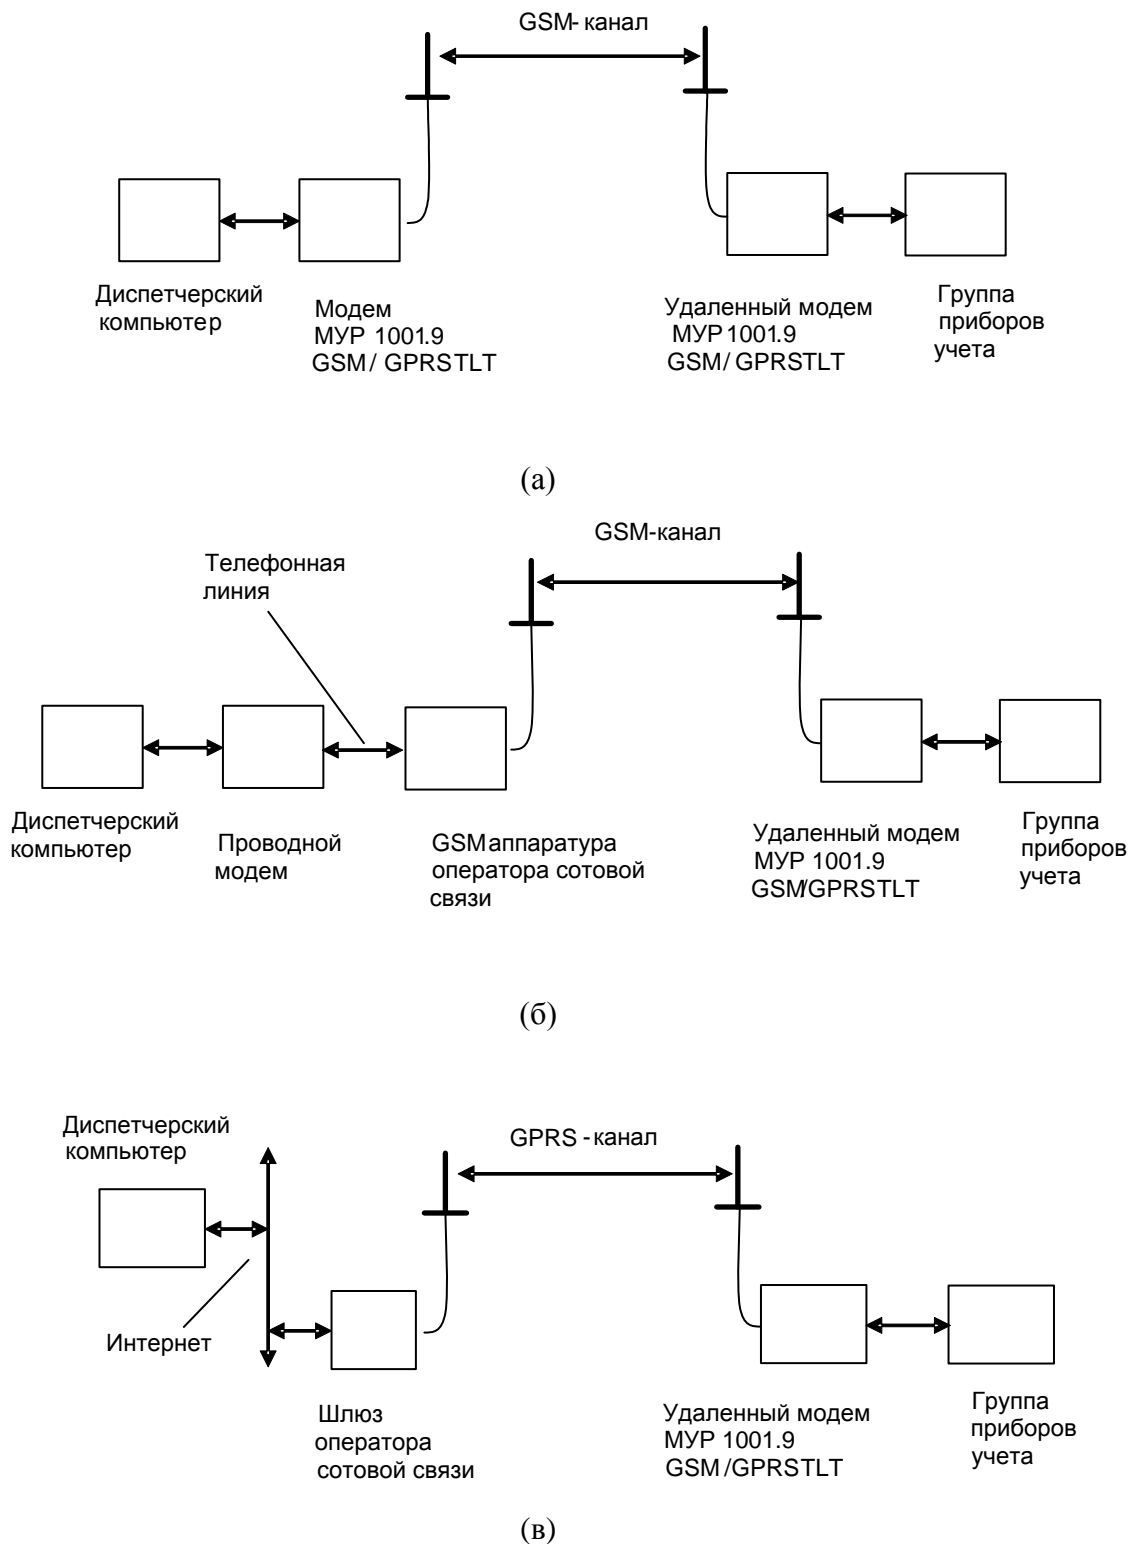 GSM- канал
Диспетчерский
компьютер
Модем
МУР 1001.9
GSM / GPRSTLT
Удаленный модем
МУР 1001.9
GSM/ GPRSTLT
Группа
приборов
учета
(а)
GSM-канал
Телефонная
линия
Диспетчерский
компьютер
Проводной
модем
GSM аппаратура
оператора сотовой
связи
Удаленный модем
МУР 1001.9
GSM/GPRSTLT
Группа
приборов
учета
(б)
Диспетчерский
компьютер
GPRS - канал
Интернет
Шлюз
оператора
сотовой связи
Удаленный модем
МУР 1001.9
GSM /GPRSTLT
Группа
приборов
учета
(в)